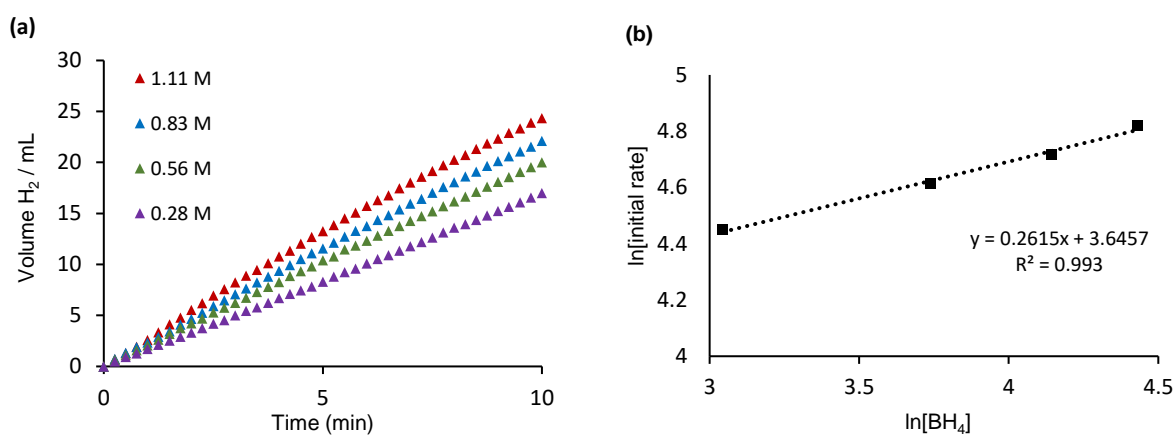 (a)
30
25
20
15
10
5
0
Volume H₂ / mL
1.11 M
0.83 M
0.56 M
0.28 M
0
5
10
Time (min)
(b)
5
4.8
4.6
4.4
4.2
4
ln[initial rate]
y = 0.2615x + 3.6457
R² = 0.993
3
3.5
4
4.5
ln[BH₄]